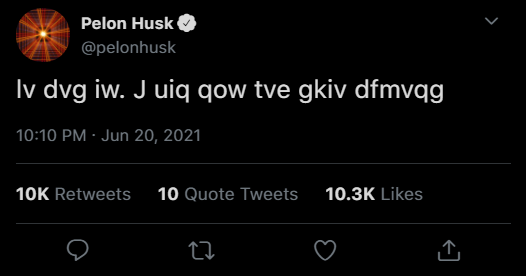 Pelon Husk
@pelonhusk
lv dvg iw. J uiq qow tve gkiv dfmvqg
10:10 PM · Jun 20, 2021
10K Retweets 10 Quote Tweets 10.3K Likes